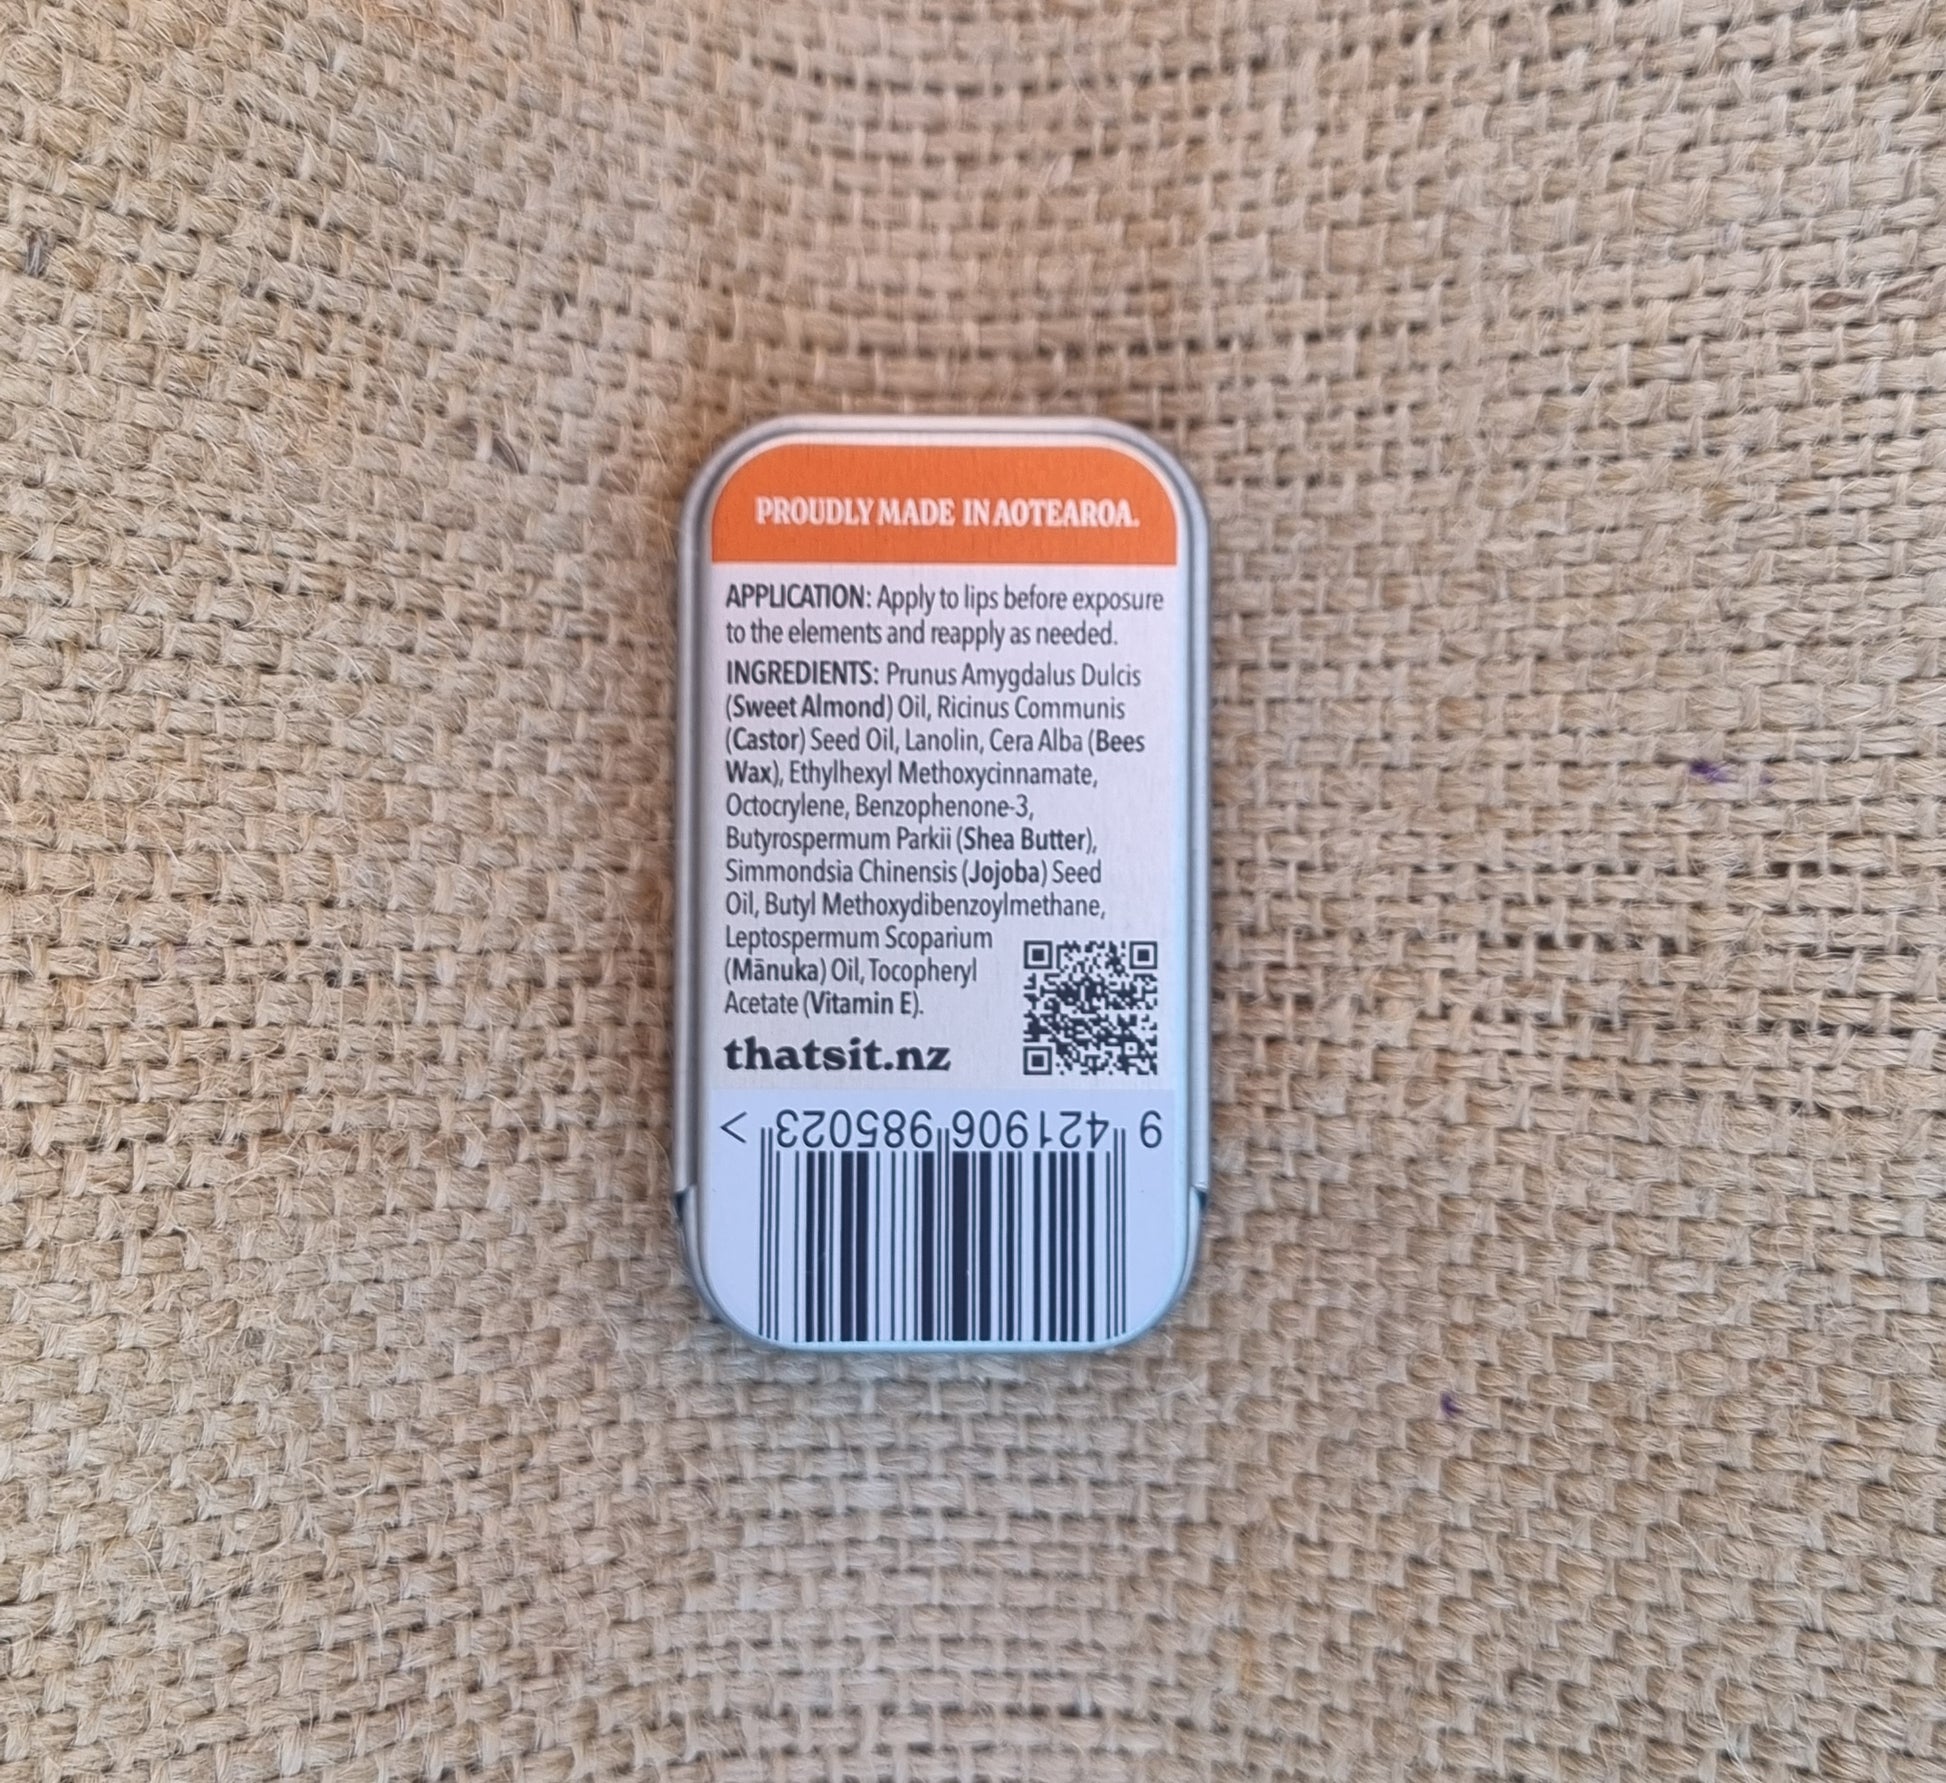 PROUDLY MADE IN AOTEAROA.
APPLICATION: Apply to lips before exposure
to the elements and reapply as needed.
INGREDIENTS: Prunus Amygdalus Dulcis
(Sweet Almond) Oil, Ricinus Communis
(Castor) Seed Oil, Lanolin, Cera Alba (Bees
Wax), Ethylhexyl Methoxycinnamate,
Octocrylene, Benzophenone-3,
Butyrospermum Parkii (Shea Butter),
Simmondsia Chinensis (Jojoba) Seed
Oil, Butyl Methoxydibenzoylmethane,
Leptospermum Scoparium
(Mānuka) Oil, Tocopheryl
Acetate (Vitamin E).
thatsit.nz
9 421906 985023 >